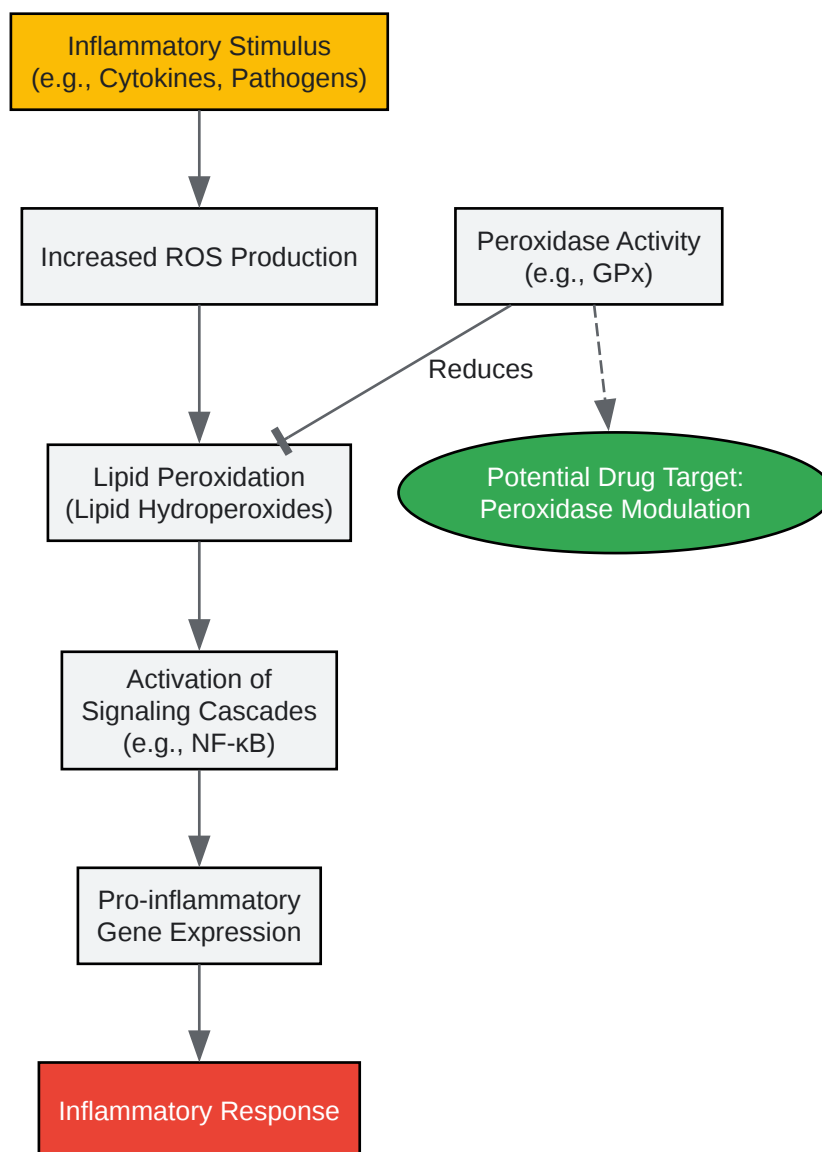 Inflammatory Stimulus
(e.g., Cytokines, Pathogens)
Increased ROS Production
Peroxidase Activity
(e.g., GPx)
Reduces
Lipid Peroxidation
(Lipid Hydroperoxides)
Potential Drug Target:
Peroxidase Modulation
Activation of
Signaling Cascades
(e.g., NF-κB)
Pro-inflammatory
Gene Expression
Inflammatory Response